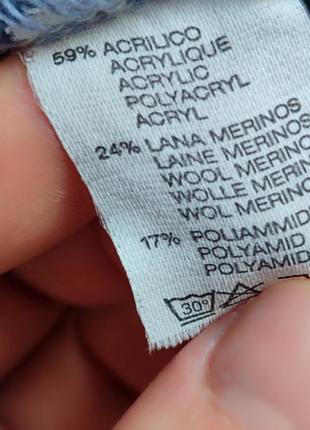 59% ACRILICO
ACRYLIQUE
ACRYLIC
POLYACRYL
ACRYL
24% LANA MERINOS
LAINE MERINOS
WOOL MERINO
WOLLE MERIN
WOL MERINO
17% POLIAMMIDE
POLYAMID
POLYAMID
30°